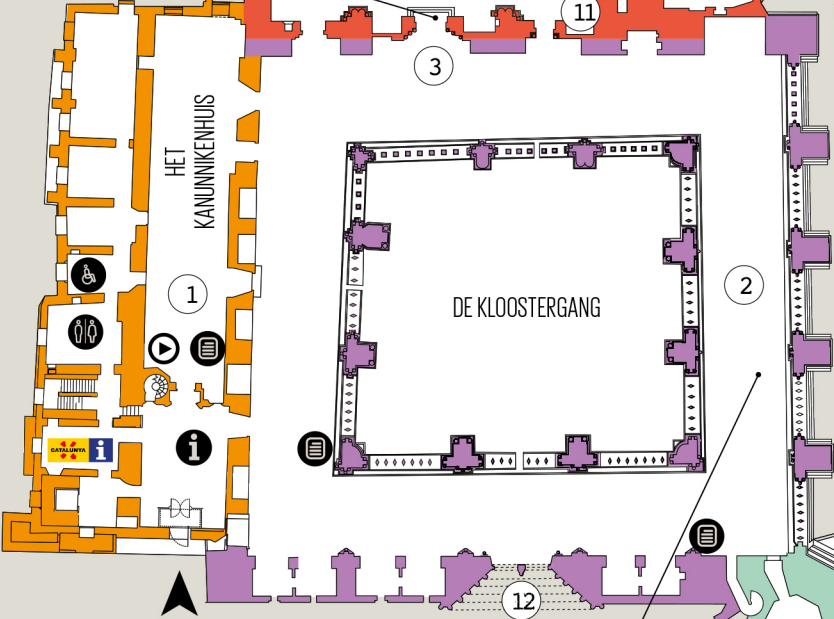 11
3
HET
KANUNNIKENHUIS
1
2
DE KLOOSTERGANG
CATALUNYA i
i
12